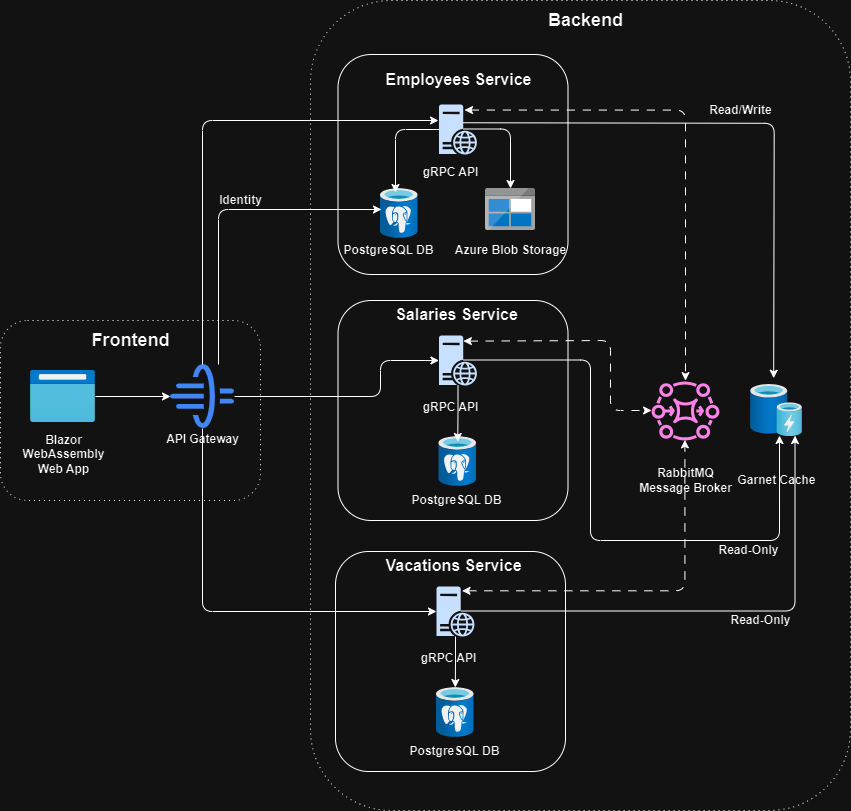 Backend
Employees Service
Read/Write
gRPC API
Identity
PostgreSQL DB
Azure Blob Storage
Salaries Service
Frontend
gRPC API
Blazor
WebAssembly
Web App
API Gateway
RabbitMQ
Message Broker
Garnet Cache
PostgreSQL DB
Read-Only
Vacations Service
Read-Only
gRPC API
PostgreSQL DB